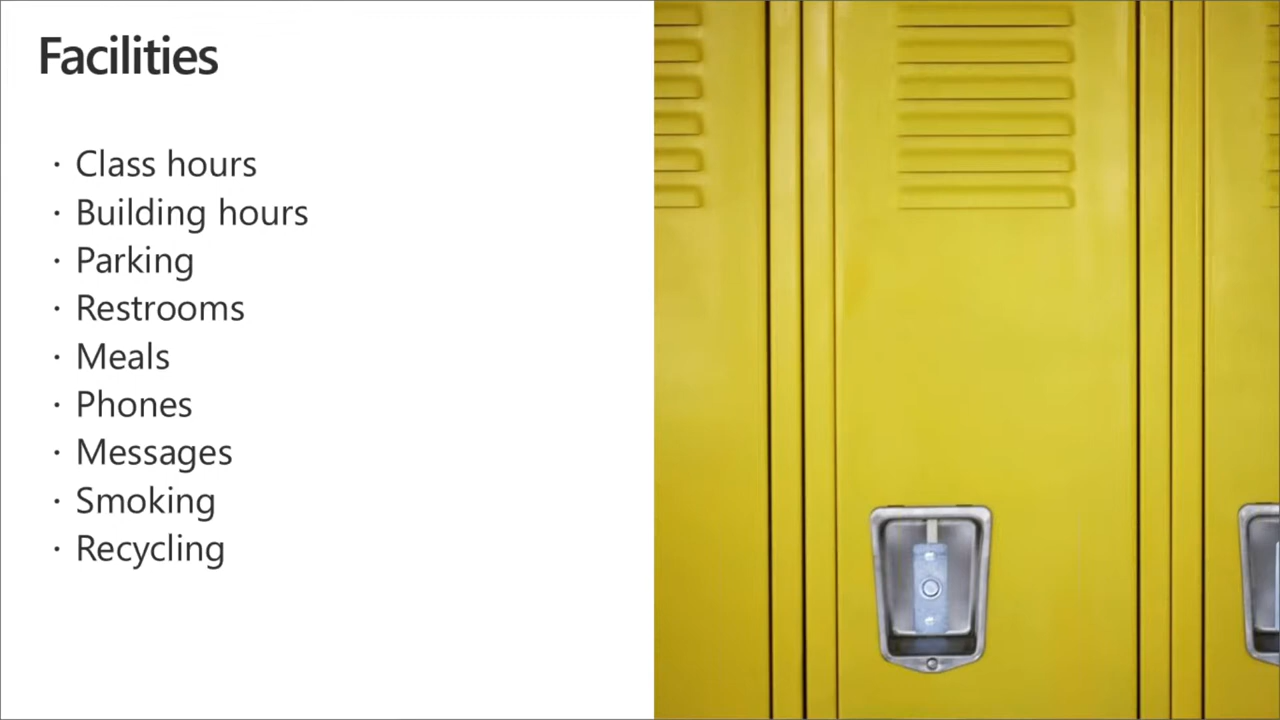 Facilities
· Class hours
· Building hours
· Parking
· Restrooms
· Meals
· Phones
· Messages
· Smoking
· Recycling